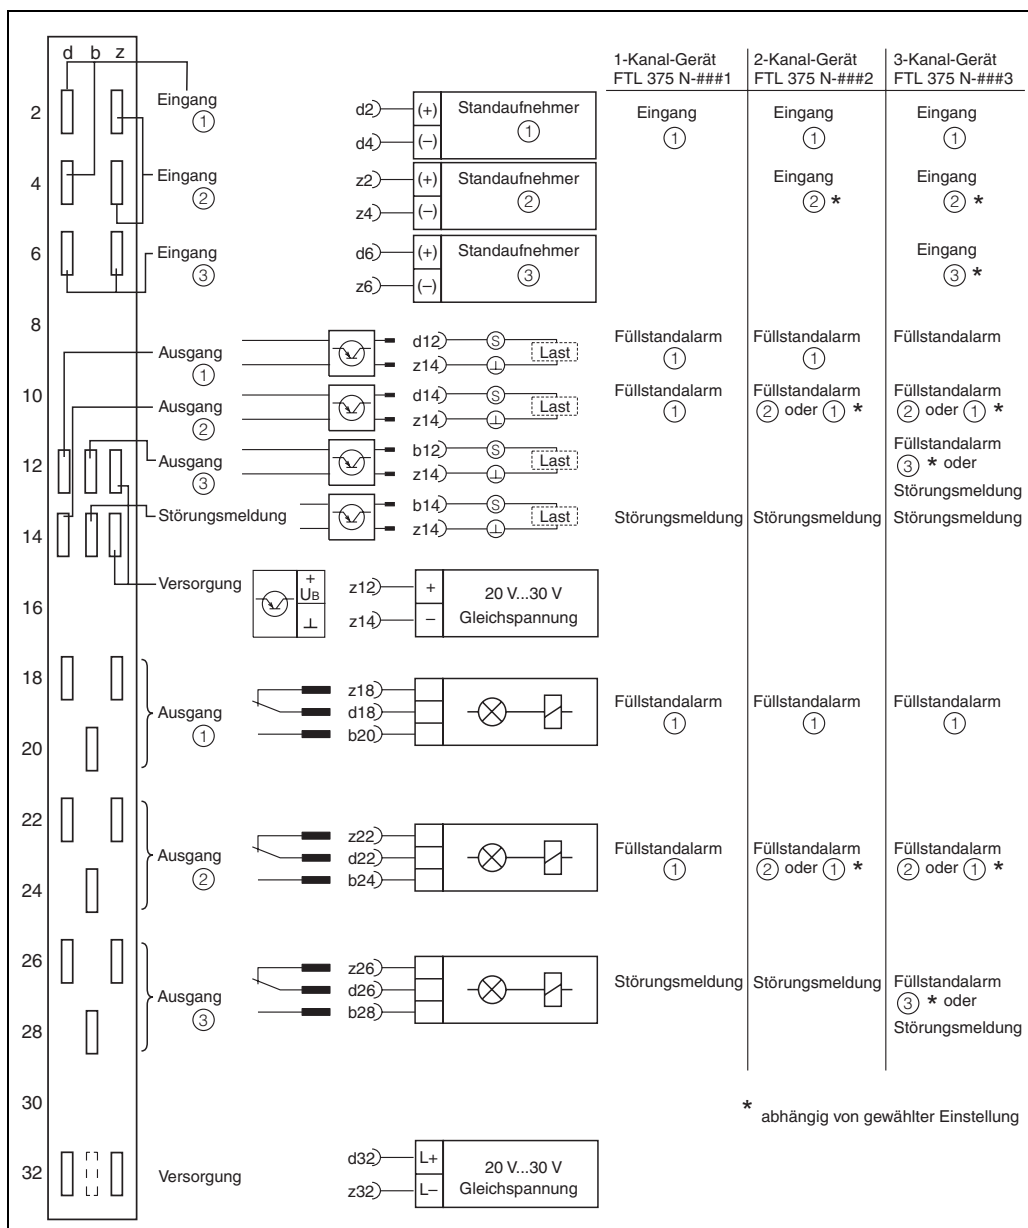 d b z
1-Kanal-Gerät 2-Kanal-Gerät 3-Kanal-Gerät
FTL 375 N-###1 FTL 375 N-###2 FTL 375 N-###3
2 Eingang d2 (+) Standaufnehmer Eingang Eingang Eingang
1 d4 (–) 1 1 1 1
4 Eingang z2 (+) Standaufnehmer Eingang Eingang
2 z4 (–) 2 2 * 2 *
6 Eingang d6 (+) Standaufnehmer Eingang
3 z6 (–) 3 3 *
8
Ausgang d12 S Last Füllstandalarm Füllstandalarm Füllstandalarm
1 z14 ⊥ 1 1
10 Ausgang d14 S Last Füllstandalarm Füllstandalarm Füllstandalarm
2 z14 ⊥ 1 2 oder 1 * 2 oder 1 *
12 Ausgang b12 S Last Füllstandalarm
3 z14 ⊥ 3 * oder
Störungsmeldung
14 Störungsmeldung b14 S Last Störungsmeldung Störungsmeldung Störungsmeldung
z14 ⊥
Versorgung + UB z12 + 20 V...30 V
16 ⊥ z14 – Gleichspannung
18 z18
Ausgang d18 Füllstandalarm Füllstandalarm Füllstandalarm
20 1 b20 1 1 1
22 z22
Ausgang d22 Füllstandalarm Füllstandalarm Füllstandalarm
24 2 b24 1 2 oder 1 * 2 oder 1 *
26 z26
Ausgang d26 Störungsmeldung Störungsmeldung Füllstandalarm
28 3 b28 3 * oder
Störungsmeldung
30
* abhängig von gewählter Einstellung
32 Versorgung d32 L+ 20 V...30 V
z32 L– Gleichspannung